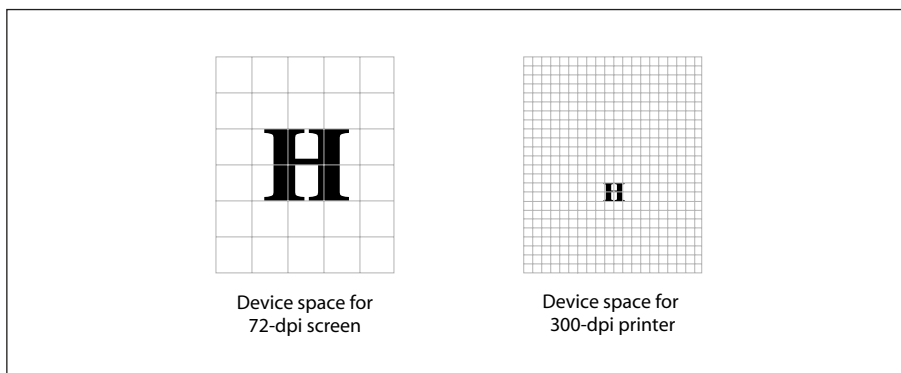 H
H
Device space for
72-dpi screen
Device space for
300-dpi printer